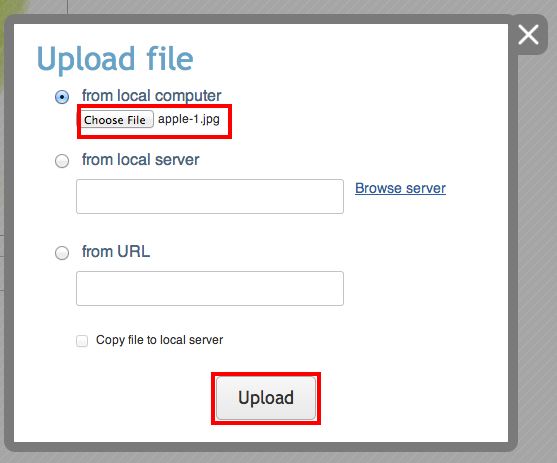 Upload file
from local computer
Choose File apple-1.jpg
from local server
Browse server
from URL
Copy file to local server
Upload